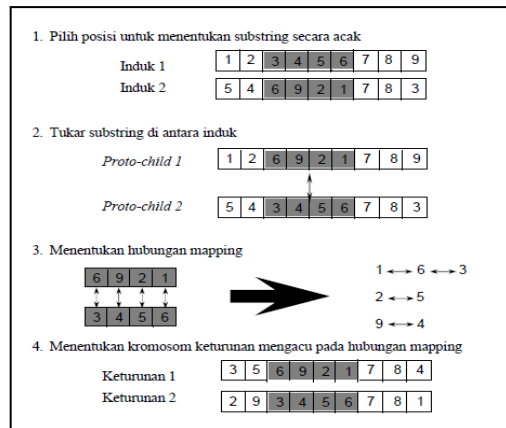 1. Pilih posisi untuk menentukan substring secara acak
Induk 1 1 2 3 4 5 6 7 8 9
Induk 2 5 4 6 9 2 1 7 8 3
2. Tukar substring di antara induk
Proto-child 1 1 2 6 9 2 1 7 8 9
Proto-child 2 5 4 3 4 5 6 7 8 3
3. Menentukan hubungan mapping
6 9 2 1
3 4 5 6
1 ↔ 6 ↔ 3
2 ↔ 5
9 ↔ 4
4. Menentukan kromosom keturunan mengacu pada hubungan mapping
Keturunan 1 3 5 6 9 2 1 7 8 4
Keturunan 2 2 9 3 4 5 6 7 8 1